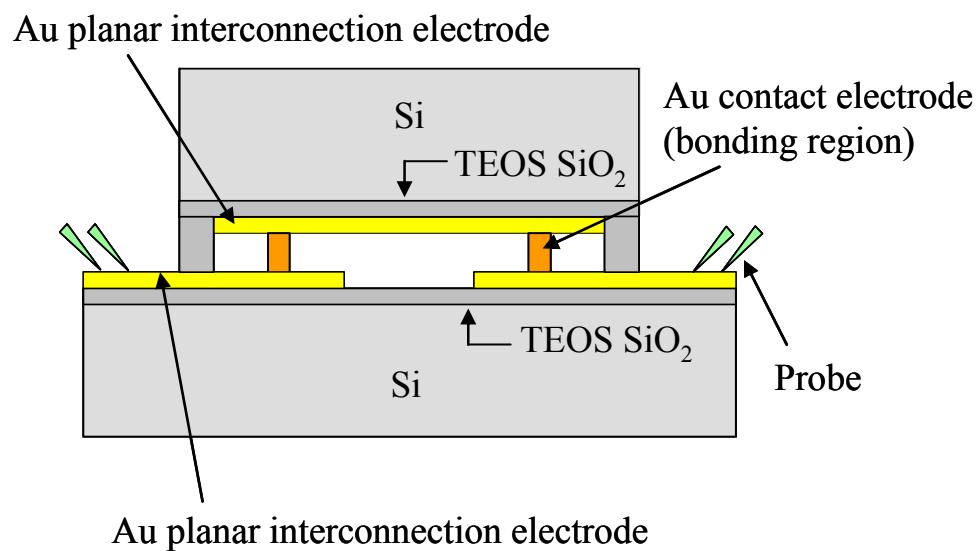 Au planar interconnection electrode
Si
Au contact electrode
(bonding region)
TEOS SiO₂
TEOS SiO₂
Probe
Si
Au planar interconnection electrode